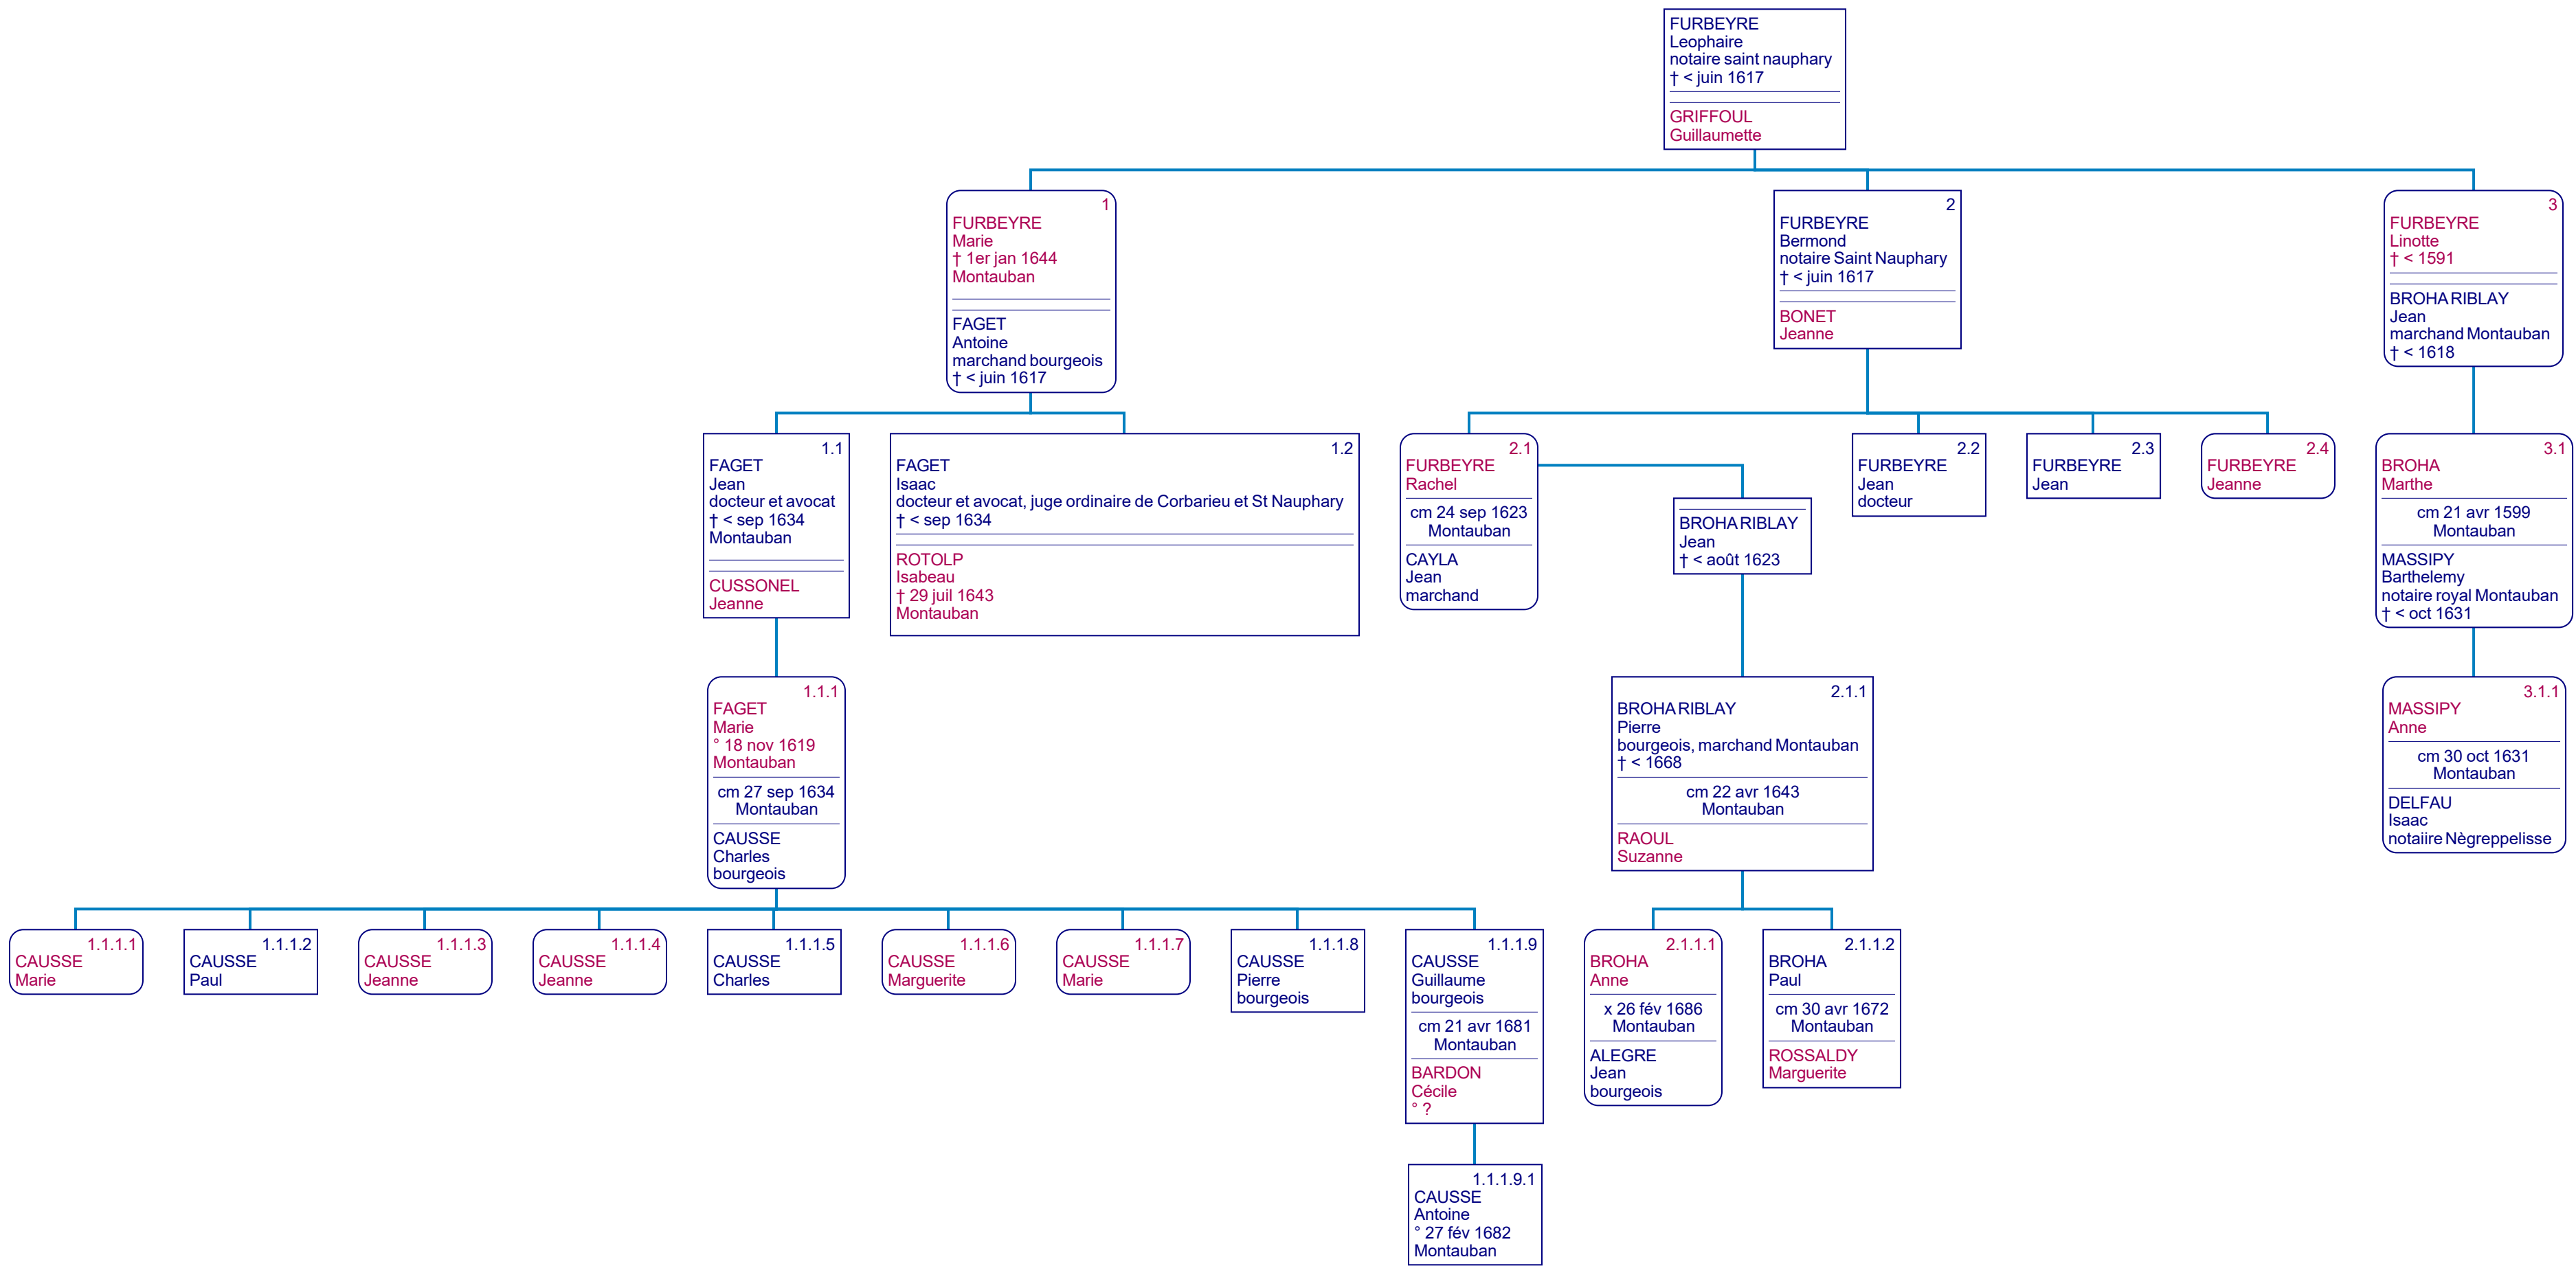 FURBEYRE
Leophaire
notaire saint nauphary
† < juin 1617
GRIFFOUL
Guillaumette
1
FURBEYRE
Marie
† 1er jan 1644
Montauban
FAGET
Antoine
marchand bourgeois
† < juin 1617
2
FURBEYRE
Bermond
notaire Saint Nauphary
† < juin 1617
BONET
Jeanne
3
FURBEYRE
Linotte
† < 1591
BROHA RIBLAY
Jean
marchand Montauban
† < 1618
1.1
FAGET
Jean
docteur et avocat
† < sep 1634
Montauban
CUSSONEL
Jeanne
1.2
FAGET
Isaac
docteur et avocat, juge ordinaire de Corbarieu et St Nauphary
† < sep 1634
ROTOLP
Isabeau
† 29 juil 1643
Montauban
2.1
FURBEYRE
Rachel
cm 24 sep 1623
Montauban
CAYLA
Jean
marchand
BROHA RIBLAY
Jean
† < août 1623
2.2
FURBEYRE
Jean
docteur
2.3
FURBEYRE
Jean
2.4
FURBEYRE
Jeanne
3.1
BROHA
Marthe
cm 21 avr 1599
Montauban
MASSIPY
Barthelemy
notaire royal Montauban
† < oct 1631
1.1.1
FAGET
Marie
° 18 nov 1619
Montauban
cm 27 sep 1634
Montauban
CAUSSE
Charles
bourgeois
2.1.1
BROHA RIBLAY
Pierre
bourgeois, marchand Montauban
† < 1668
cm 22 avr 1643
Montauban
RAOUL
Suzanne
3.1.1
MASSIPY
Anne
cm 30 oct 1631
Montauban
DELFAU
Isaac
notaiire Nègreppelisse
1.1.1.1
CAUSSE
Marie
1.1.1.2
CAUSSE
Paul
1.1.1.3
CAUSSE
Jeanne
1.1.1.4
CAUSSE
Jeanne
1.1.1.5
CAUSSE
Charles
1.1.1.6
CAUSSE
Marguerite
1.1.1.7
CAUSSE
Marie
1.1.1.8
CAUSSE
Pierre
bourgeois
1.1.1.9
CAUSSE
Guillaume
bourgeois
cm 21 avr 1681
Montauban
BARDON
Cécile
° ?
2.1.1.1
BROHA
Anne
x 26 fév 1686
Montauban
ALEGRE
Jean
bourgeois
2.1.1.2
BROHA
Paul
cm 30 avr 1672
Montauban
ROSSALDY
Marguerite
1.1.1.9.1
CAUSSE
Antoine
° 27 fév 1682
Montauban